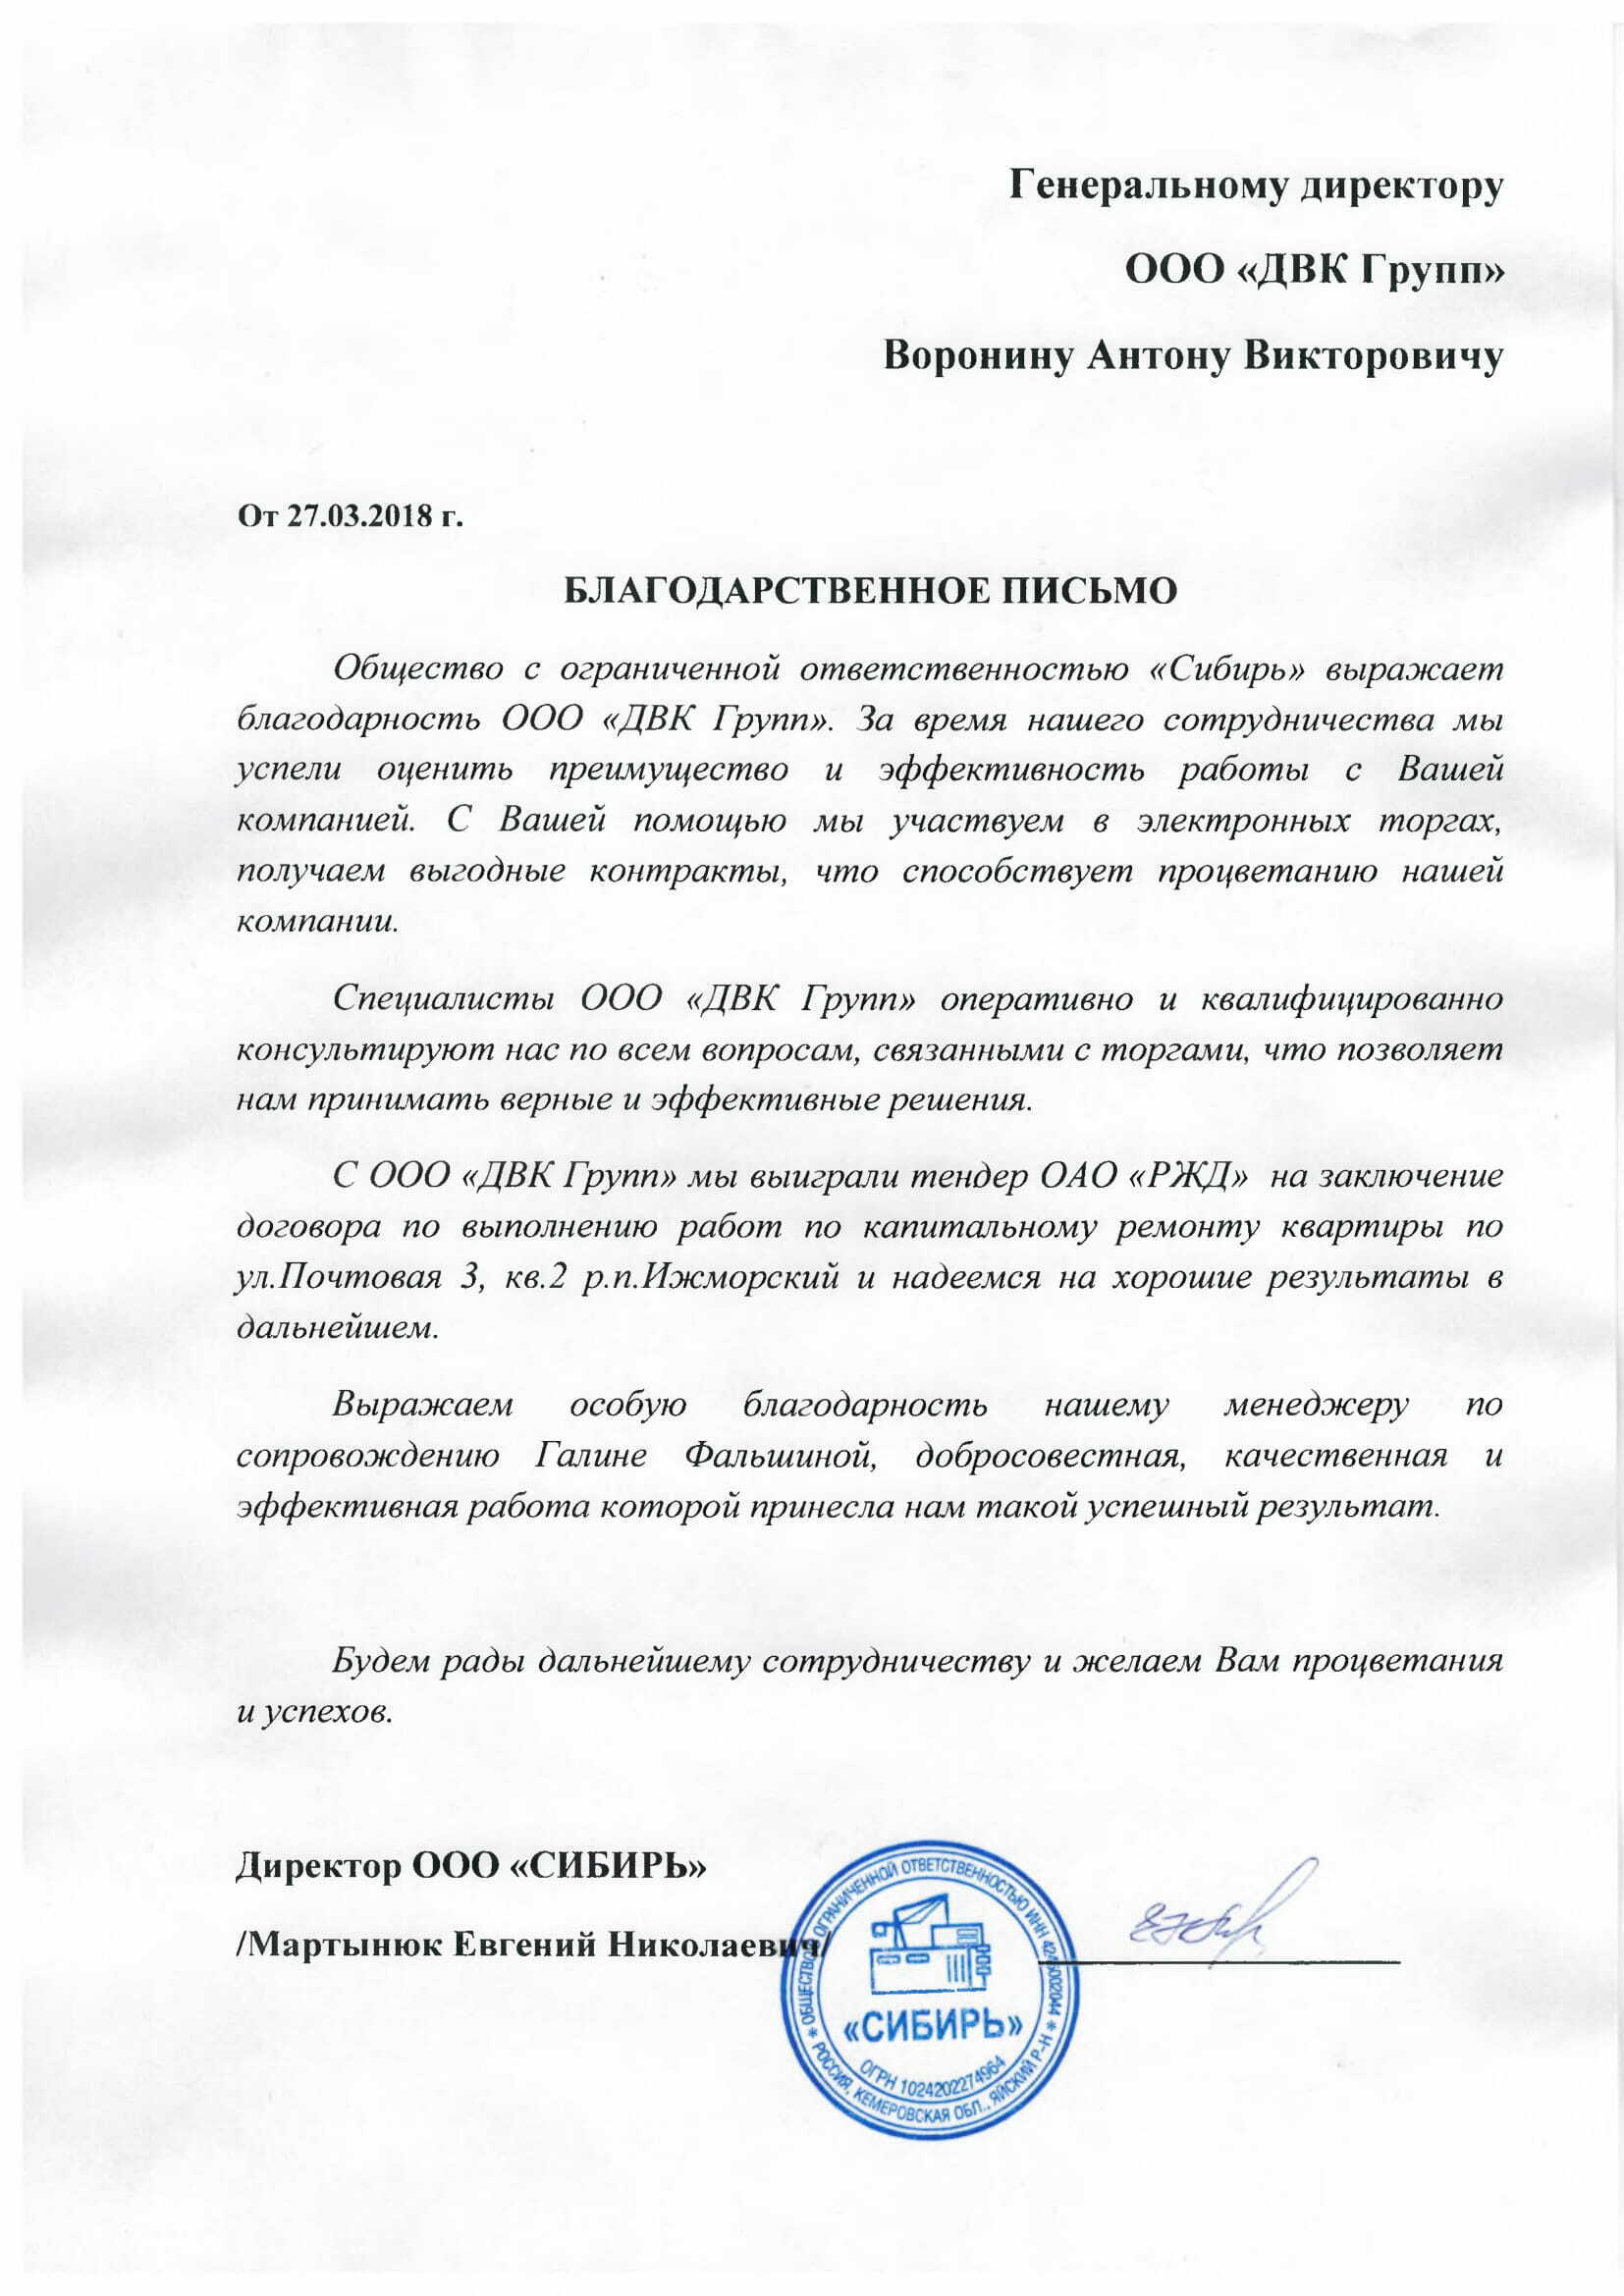 Генеральному директору
ООО «ДВК Групп»
Воронину Антону Викторовичу
От 27.03.2018 г.
БЛАГОДАРСТВЕННОЕ ПИСЬМО
Общество с ограниченной ответственностью «Сибирь» выражает
благодарность ООО «ДВК Групп». За время нашего сотрудничества мы
успели оценить преимущество и эффективность работы с Вашей
компанией. С Вашей помощью мы участвуем в электронных торгах,
получаем выгодные контракты, что способствует процветанию нашей
компании.
Специалисты ООО «ДВК Групп» оперативно и квалифицированно
консультируют нас по всем вопросам, связанными с торгами, что позволяет
нам принимать верные и эффективные решения.
С ООО «ДВК Групп» мы выиграли тендер ОАО «РЖД» на заключение
договора по выполнению работ по капитальному ремонту квартиры по
ул.Почтовая 3, кв.2 р.п.Ижморский и надеемся на хорошие результаты в
дальнейшем.
Выражаем особую благодарность нашему менеджеру по
сопровождению Галине Фальшиной, добросовестная, качественная и
эффективная работа которой принесла нам такой успешный результат.
Будем рады дальнейшему сотрудничеству и желаем Вам процветания
и успехов.
Директор ООО «СИБИРЬ»
/Мартынюк Евгений Николаевич/
ОБЩЕСТВО С ОГРАНИЧЕННОЙ ОТВЕТСТВЕННОСТЬЮ ИНН
«СИБИРЬ»
ОГРН 1024202274964
РОССИЯ, КЕМЕРОВСКАЯ ОБЛ., ЯЙСКИЙ Р-Н